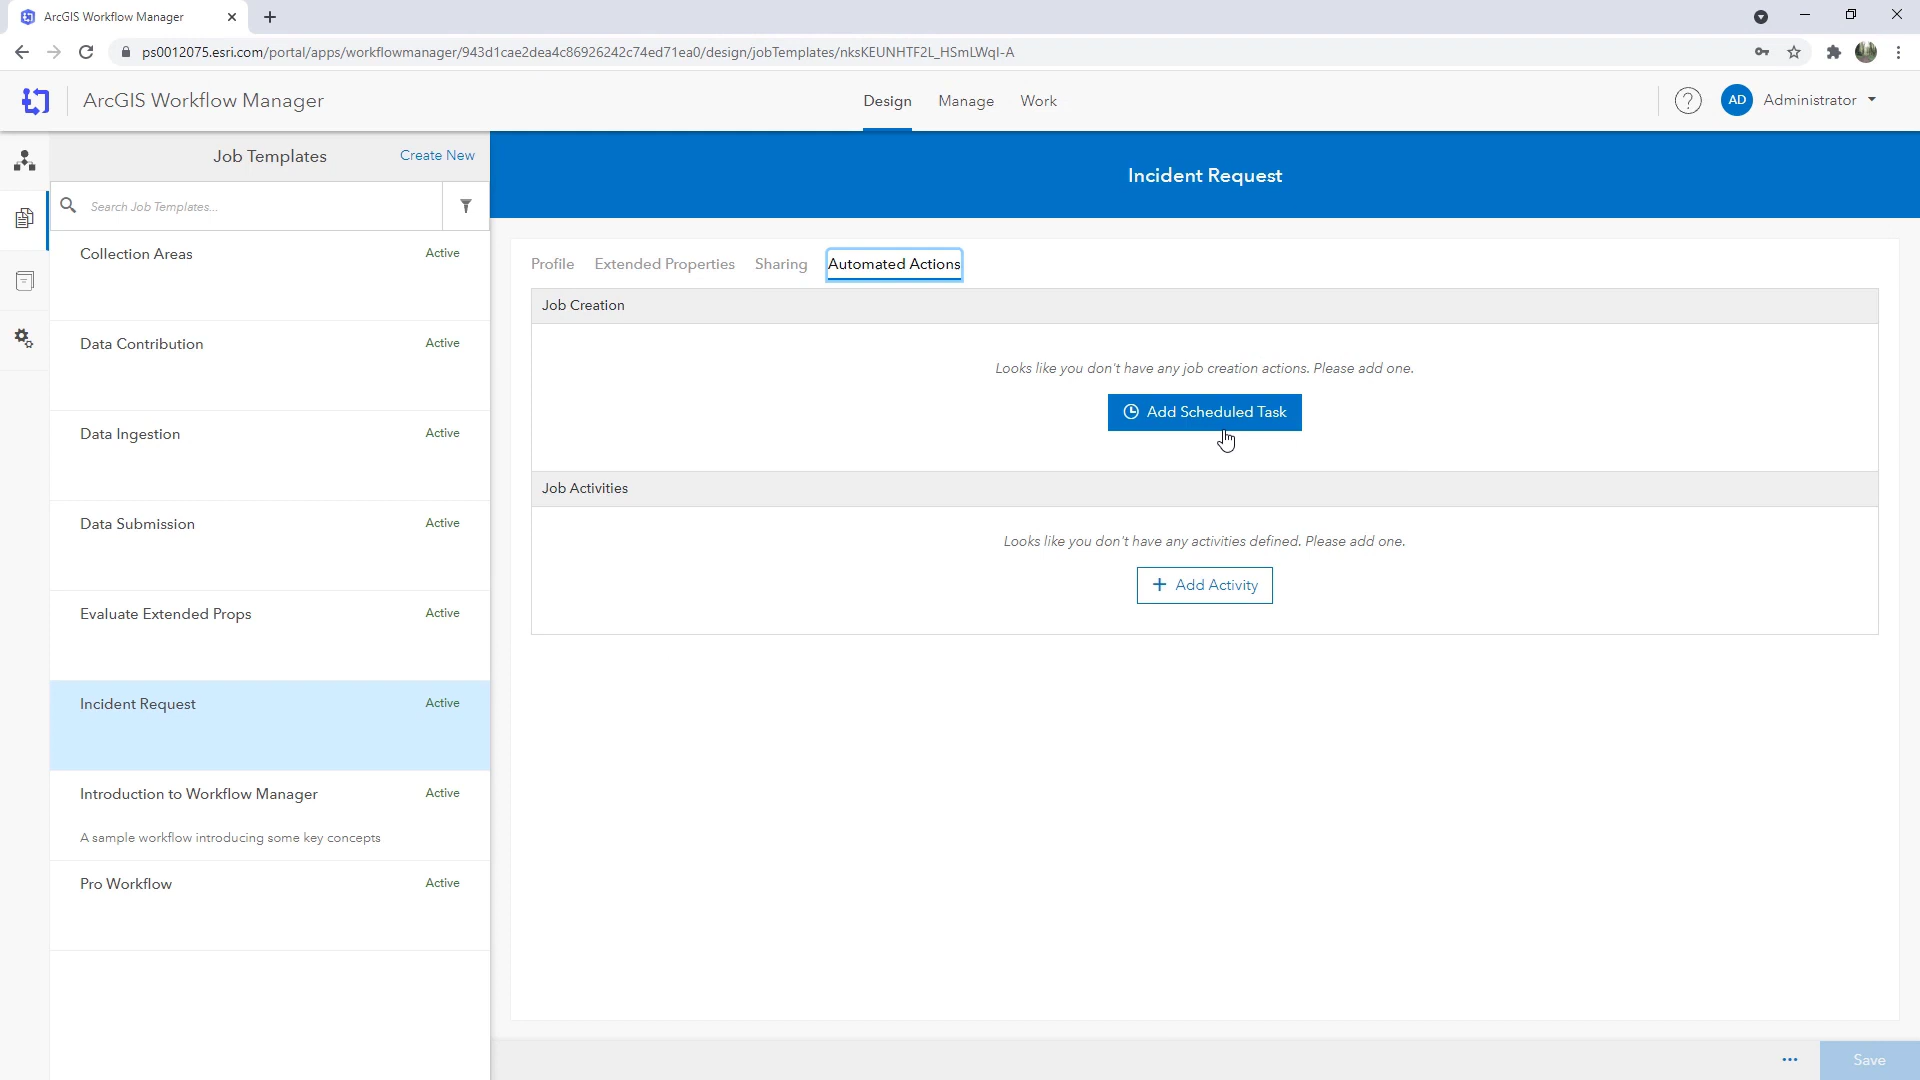 ArcGIS Workflow Manager
ps0012075.esri.com/portal/apps/workflowmanager/943d1cae2dea4c86926242c74ed71ea0/design/jobTemplates/nksKEUNHTF2L_HSmLWqI-A
ArcGIS Workflow Manager
Design
Manage
Work
?
AD
Administrator
Job Templates
Create New
Search Job Templates...
Collection Areas
Active
Data Contribution
Active
Data Ingestion
Active
Data Submission
Active
Evaluate Extended Props
Active
Incident Request
Active
Introduction to Workflow Manager
Active
A sample workflow introducing some key concepts
Pro Workflow
Active
Incident Request
Profile
Extended Properties
Sharing
Automated Actions
Job Creation
Looks like you don't have any job creation actions. Please add one.
Add Scheduled Task
Job Activities
Looks like you don't have any activities defined. Please add one.
+ Add Activity
...
Save